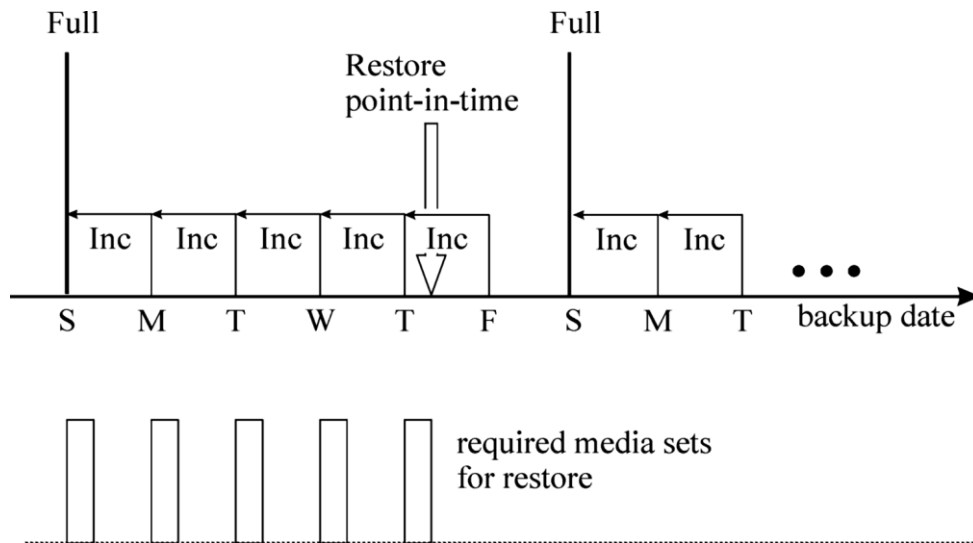 Full
Full
Restore
point-in-time
Inc
Inc
Inc
Inc
Inc
Inc
Inc
S
M
T
W
T
F
S
M
T
backup date
required media sets
for restore